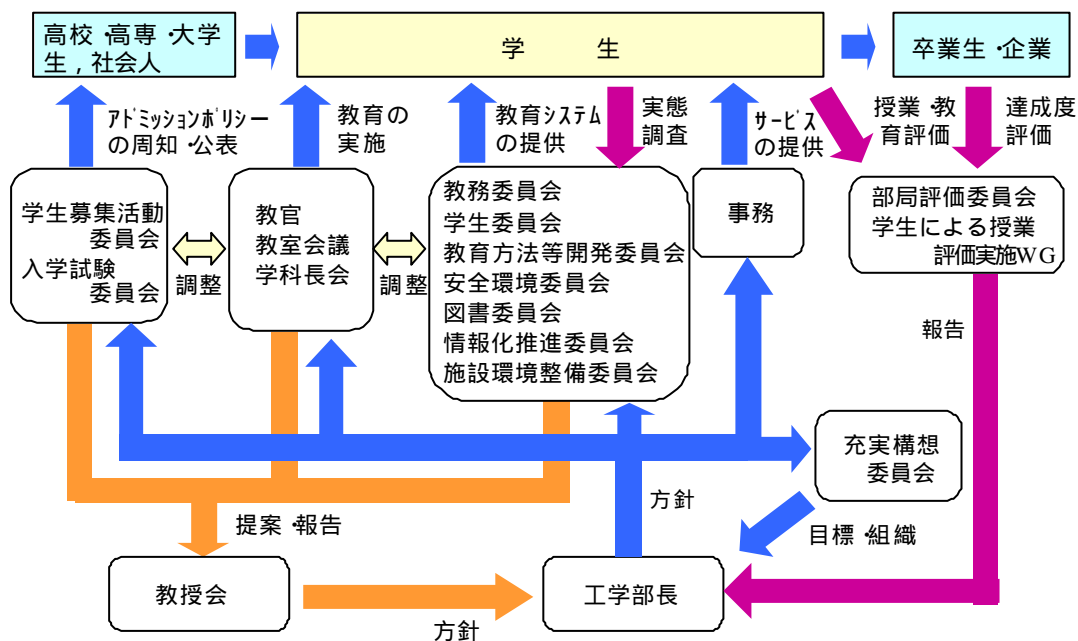 高校・高専・大学
生，社会人
学　生
卒業生・企業
ｱﾄﾞﾐｯｼｮﾝﾎﾟﾘｼー
の周知・公表
教育の
実施
教育ｼｽﾃﾑ
の提供
実態
調査
ｻｰﾋﾞｽ
の提供
授業・教
育評価
達成度
評価
学生募集活動
委員会
入学試験
委員会
調整
教官
教室会議
学科長会
調整
教務委員会
学生委員会
教育方法等開発委員会
安全環境委員会
図書委員会
情報化推進委員会
施設環境整備委員会
事務
部局評価委員会
学生による授業
評価実施WG
報告
充実構想
委員会
方針
提案・報告
目標・組織
教授会
方針
工学部長